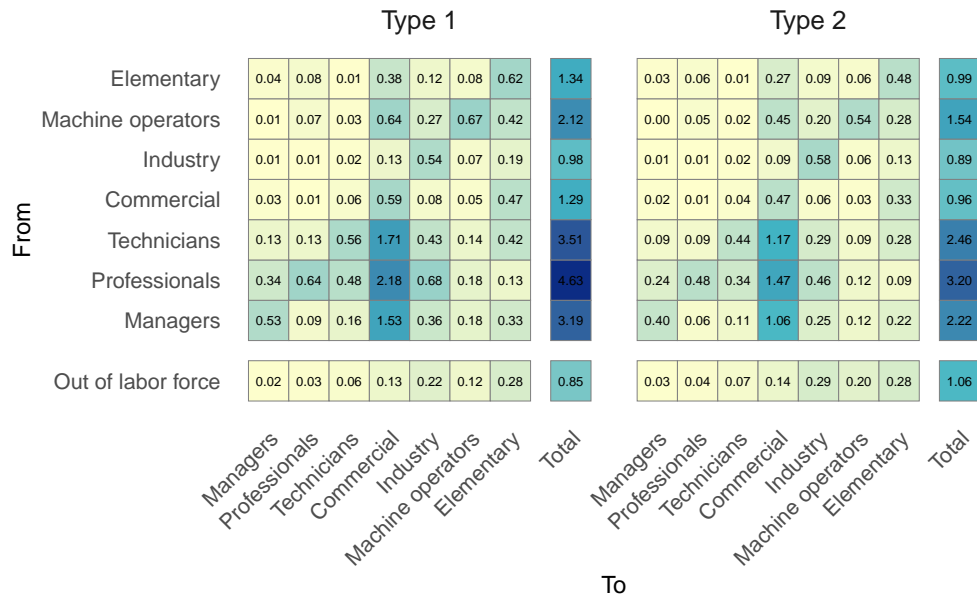 Type 1 Type 2
Elementary 0.04 0.08 0.01 0.38 0.12 0.08 0.62 1.34 0.03 0.06 0.01 0.27 0.09 0.06 0.48 0.99
Machine operators 0.01 0.07 0.03 0.64 0.27 0.67 0.42 2.12 0.00 0.05 0.02 0.45 0.20 0.54 0.28 1.54
Industry 0.01 0.01 0.02 0.13 0.54 0.07 0.19 0.98 0.01 0.01 0.02 0.09 0.58 0.06 0.13 0.89
Commercial 0.03 0.01 0.06 0.59 0.08 0.05 0.47 1.29 0.02 0.01 0.04 0.47 0.06 0.03 0.33 0.96
Technicians 0.13 0.13 0.56 1.71 0.43 0.14 0.42 3.51 0.09 0.09 0.44 1.17 0.29 0.09 0.28 2.46
Professionals 0.34 0.64 0.48 2.18 0.68 0.18 0.13 4.63 0.24 0.48 0.34 1.47 0.46 0.12 0.09 3.20
Managers 0.53 0.09 0.16 1.53 0.36 0.18 0.33 3.19 0.40 0.06 0.11 1.06 0.25 0.12 0.22 2.22
Out of labor force 0.02 0.03 0.06 0.13 0.22 0.12 0.28 0.85 0.03 0.04 0.07 0.14 0.29 0.20 0.28 1.06
From
Managers Professionals Technicians Commercial Industry Machine operators Elementary Total Managers Professionals Technicians Commercial Industry Machine operators Elementary Total
To